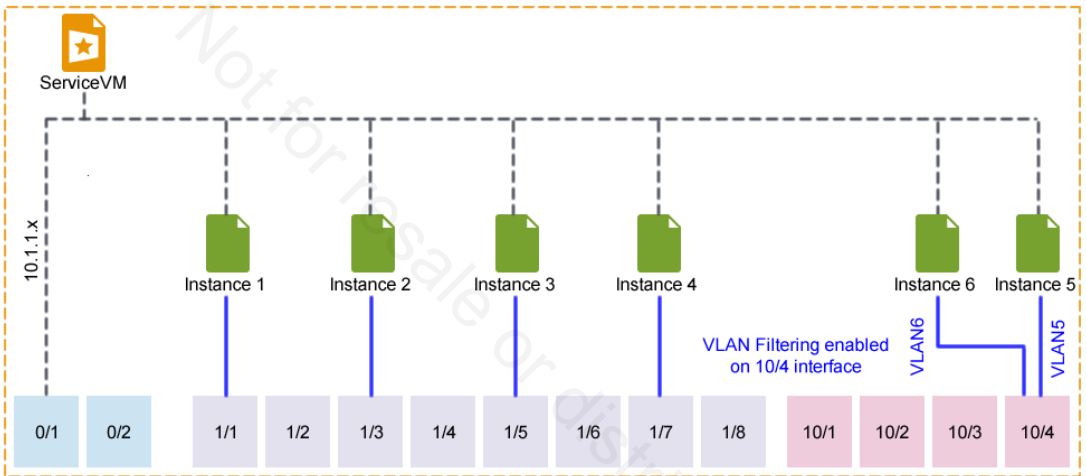 ServiceVM
10.1.1.x
Instance 1
Instance 2
Instance 3
Instance 4
Instance 6
Instance 5
VLAN Filtering enabled
on 10/4 interface
VLAN6
VLAN5
0/1
0/2
1/1
1/2
1/3
1/4
1/5
1/6
1/7
1/8
10/1
10/2
10/3
10/4
Not for resale or distri